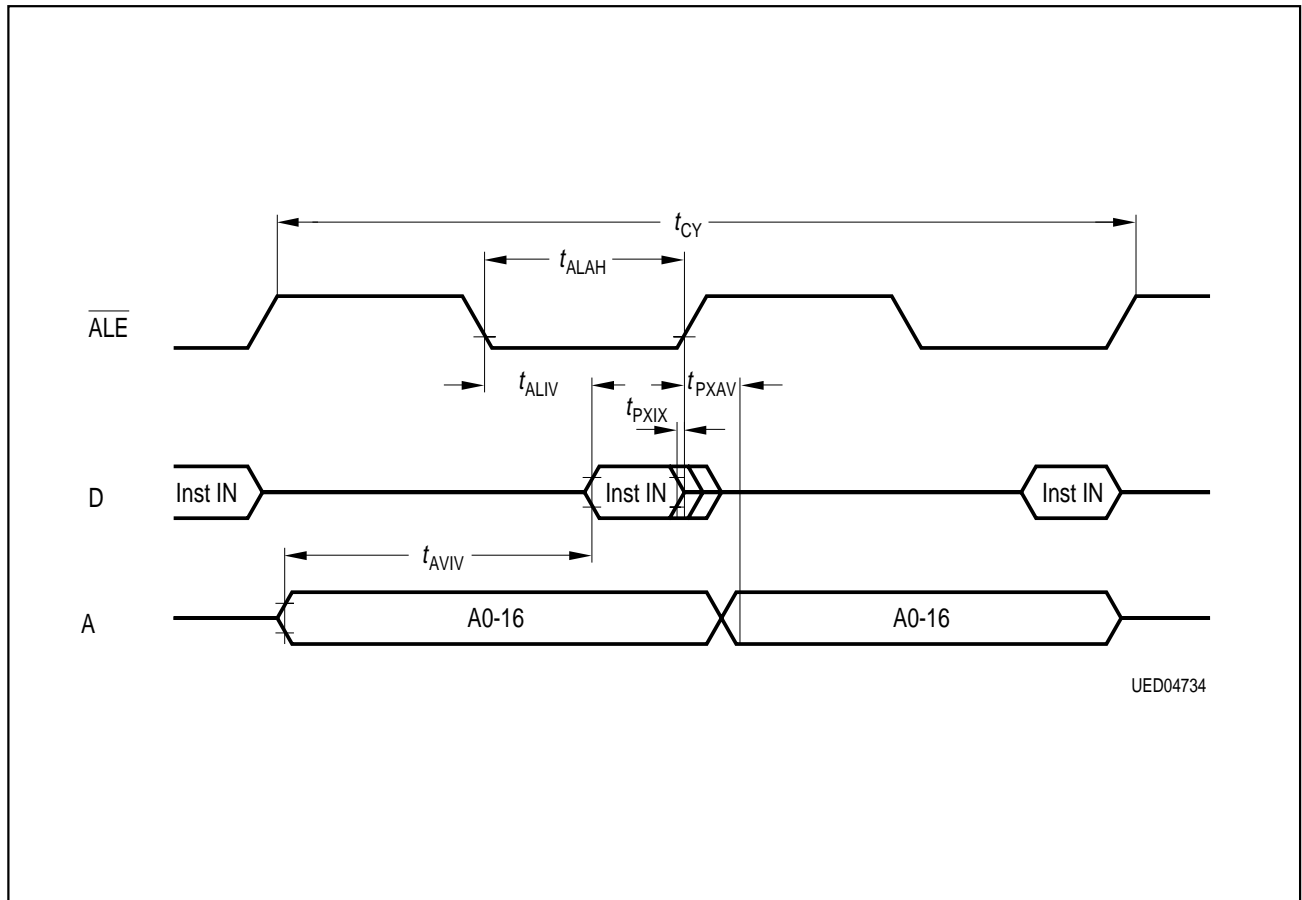 tCY
tALAH
ALE
tALIV
tPXAV
tPXIX
D
Inst IN
Inst IN
Inst IN
tAVIV
A
A0-16
A0-16
UED04734